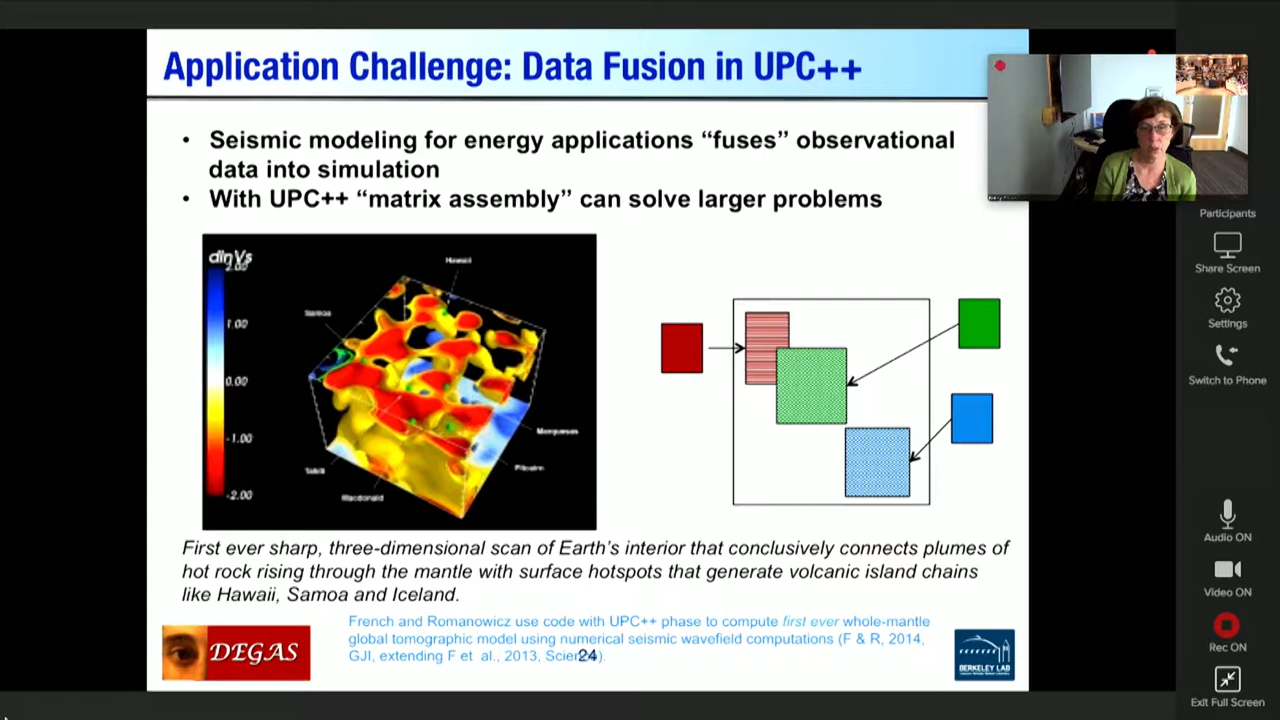 Application Challenge: Data Fusion in UPC++
• Seismic modeling for energy applications “fuses” observational
data into simulation
• With UPC++ “matrix assembly” can solve larger problems
dlnVs
2.00
1.00
0.00
-1.00
-2.00
Hawaii
Samoa
Marquesas
Pitcairn
Tahiti
Macdonald
First ever sharp, three-dimensional scan of Earth’s interior that conclusively connects plumes of
hot rock rising through the mantle with surface hotspots that generate volcanic island chains
like Hawaii, Samoa and Iceland.
DEGAS
French and Romanowicz use code with UPC++ phase to compute first ever whole-mantle
global tomographic model using numerical seismic wavefield computations (F & R, 2014,
GJI, extending F et al., 2013, Science).
24
BERKELEY LAB
Participants
Share Screen
Settings
Switch to Phone
Audio ON
Video ON
Rec ON
Exit Full Screen